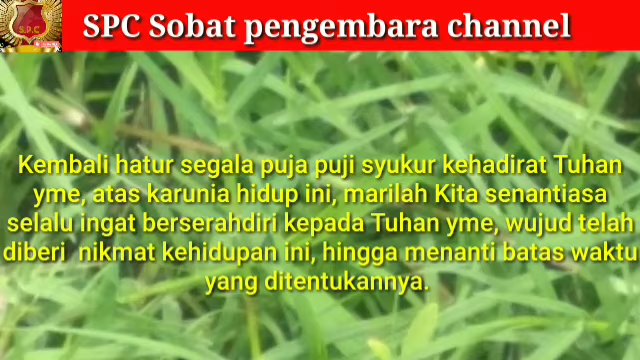 S.P.C
SPC Sobat pengembara channel
Kembali hatur segala puja puji syukur kehadirat Tuhan
yme, atas karunia hidup ini, marilah Kita senantiasa
selalu ingat berserahdiri kepada Tuhan yme, wujud telah
diberi  nikmat kehidupan ini, hingga menanti batas waktu
yang ditentukannya.